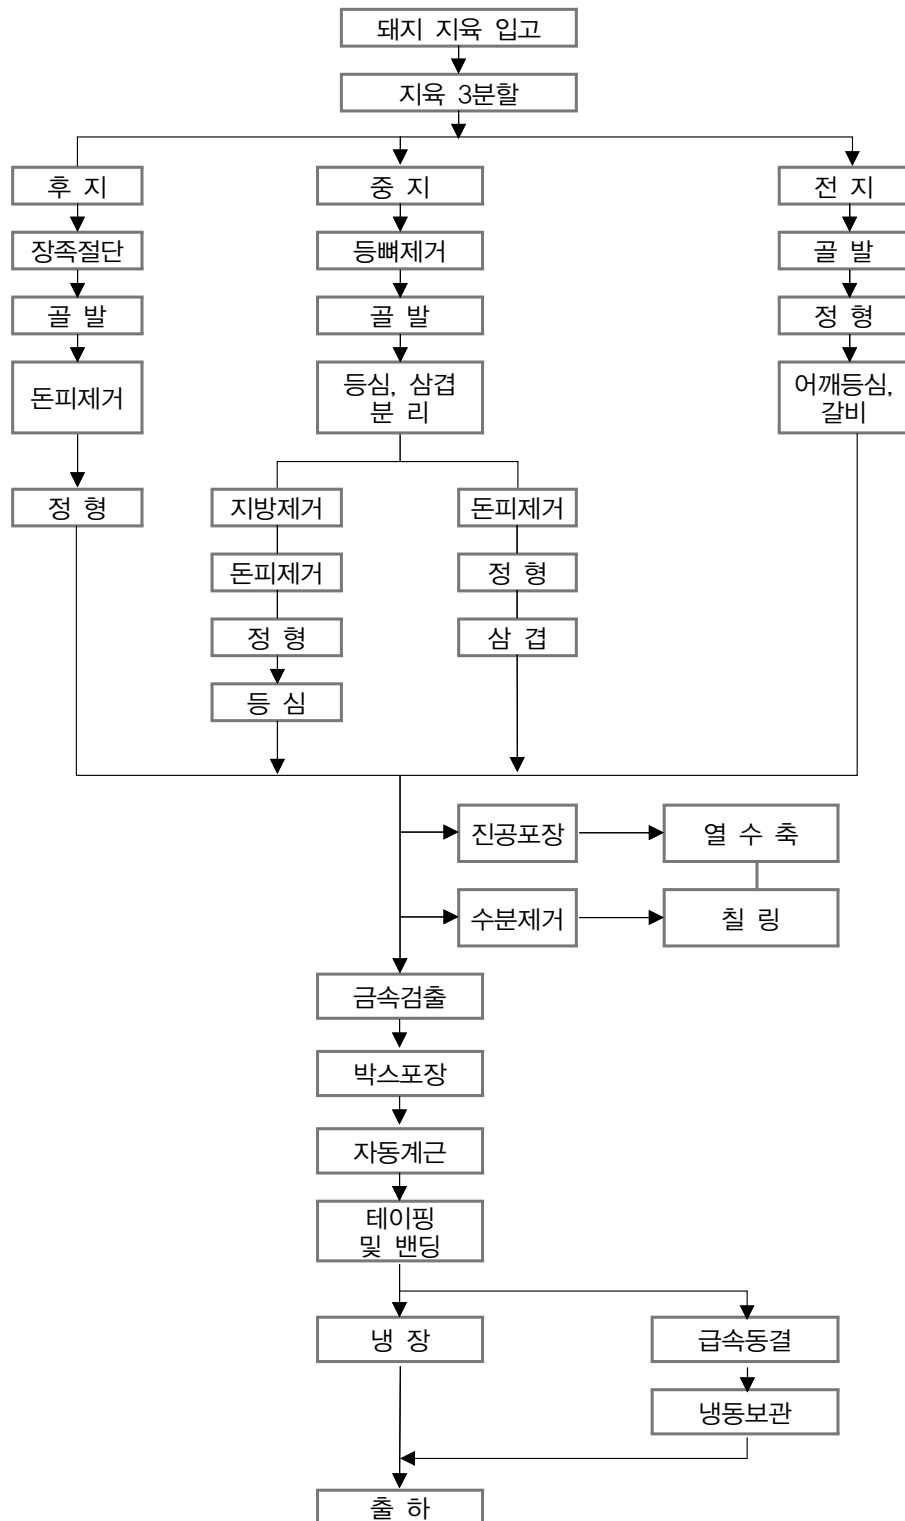 돼지 지육 입고
지육 3분할
후 지
중 지
전 지
장족절단
등뼈제거
골 발
골 발
골 발
정 형
돈피제거
등심, 삼겹
분 리
어깨등심,
갈비
정 형
지방제거
돈피제거
돈피제거
정 형
정 형
삼 겹
등 심
진공포장
열 수 축
수분제거
칠 링
금속검출
박스포장
자동계근
테이핑
및 밴딩
냉 장
급속동결
냉동보관
출 하